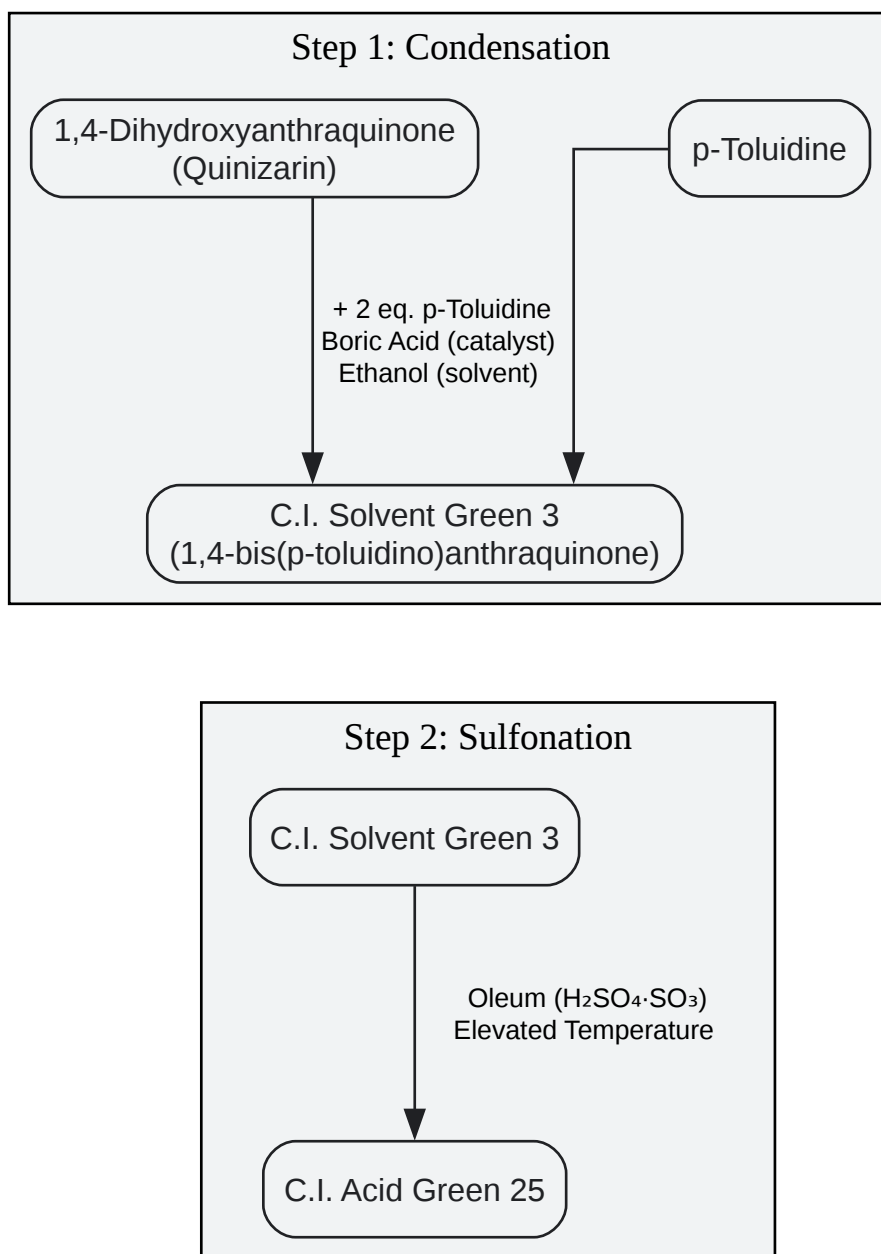 Step 1: Condensation
1,4-Dihydroxyanthraquinone
(Quinizarin)
p-Toluidine
+ 2 eq. p-Toluidine
Boric Acid (catalyst)
Ethanol (solvent)
C.I. Solvent Green 3
(1,4-bis(p-toluidino)anthraquinone)
Step 2: Sulfonation
C.I. Solvent Green 3
Oleum (H₂SO₄·SO₃)
Elevated Temperature
C.I. Acid Green 25